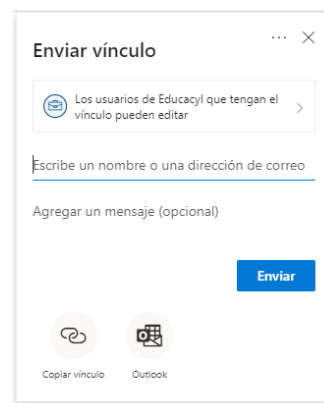 Enviar vínculo
Los usuarios de Educacyl que tengan el
vínculo pueden editar
Escribe un nombre o una dirección de correo
Agregar un mensaje (opcional)
Enviar
Copiar vínculo
Outlook